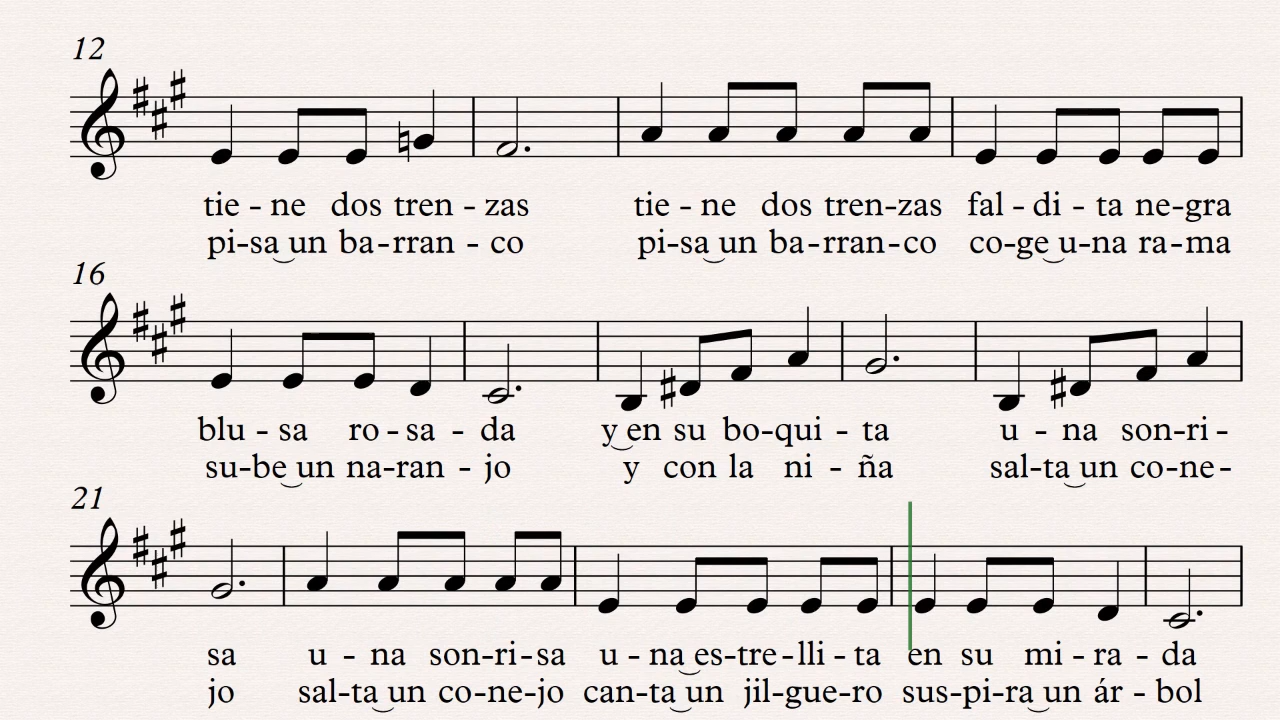 12
tie - ne dos tren - zas tie - ne dos tren-zas fal - di - ta ne-gra
pi-sa un ba-rran - co pi-sa un ba-rran-co co-ge u-na ra-ma
16
blu - sa ro - sa - da y en su bo-qui - ta u - na son-ri -
su-be un na-ran - jo y con la ni - ña sal-ta un co-ne-
21
sa u - na son-ri-sa u - na es-tre-lli - ta en su mi - ra - da
jo sal-ta un co-ne-jo can-ta un jil-gue-ro sus-pi-ra un ár - bol